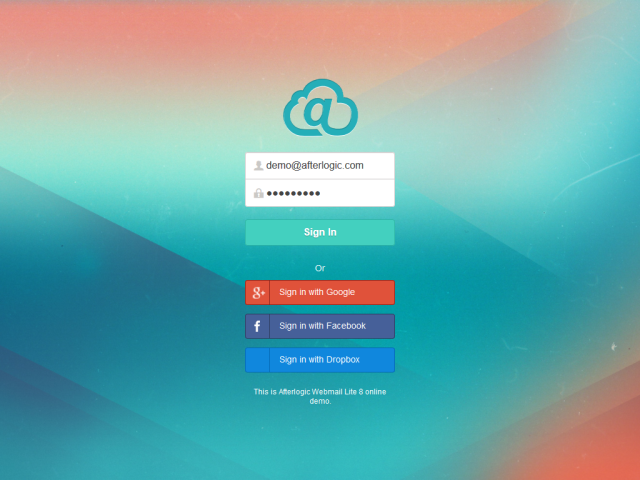 @
demo@afterlogic.com
●●●●●●●●●
Sign In
Or
g+ Sign in with Google
f Sign in with Facebook
Sign in with Dropbox
This is Afterlogic Webmail Lite 8 online
demo.